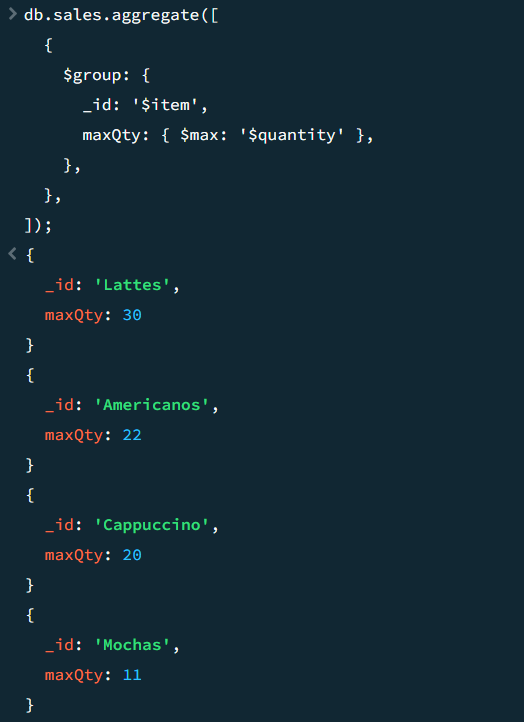 > db.sales.aggregate([
{
$group: {
_id: '$item',
maxQty: { $max: '$quantity' },
},
},
]);
< {
_id: 'Lattes',
maxQty: 30
}
{
_id: 'Americanos',
maxQty: 22
}
{
_id: 'Cappuccino',
maxQty: 20
}
{
_id: 'Mochas',
maxQty: 11
}